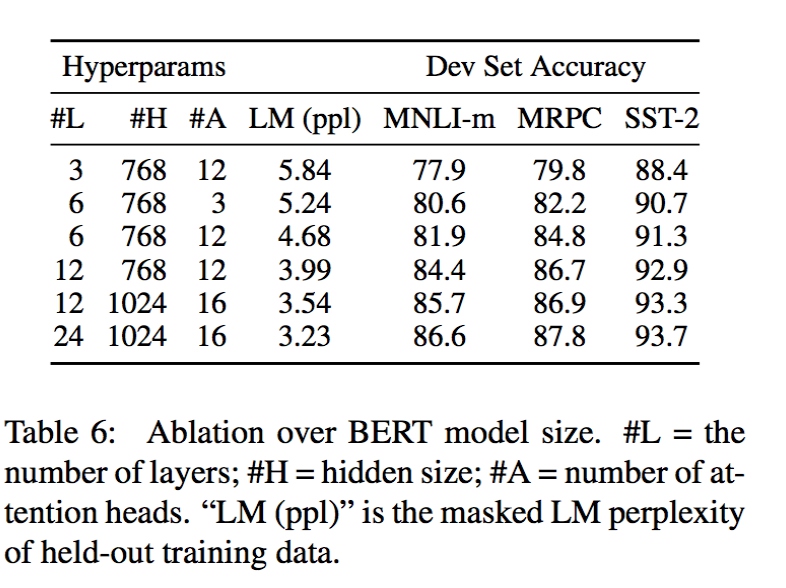 Hyperparams Dev Set Accuracy
#L #H #A LM (ppl) MNLI-m MRPC SST-2
3 768 12 5.84 77.9 79.8 88.4
6 768 3 5.24 80.6 82.2 90.7
6 768 12 4.68 81.9 84.8 91.3
12 768 12 3.99 84.4 86.7 92.9
12 1024 16 3.54 85.7 86.9 93.3
24 1024 16 3.23 86.6 87.8 93.7
Table 6: Ablation over BERT model size. #L = the
number of layers; #H = hidden size; #A = number of at-
tention heads. “LM (ppl)” is the masked LM perplexity
of held-out training data.